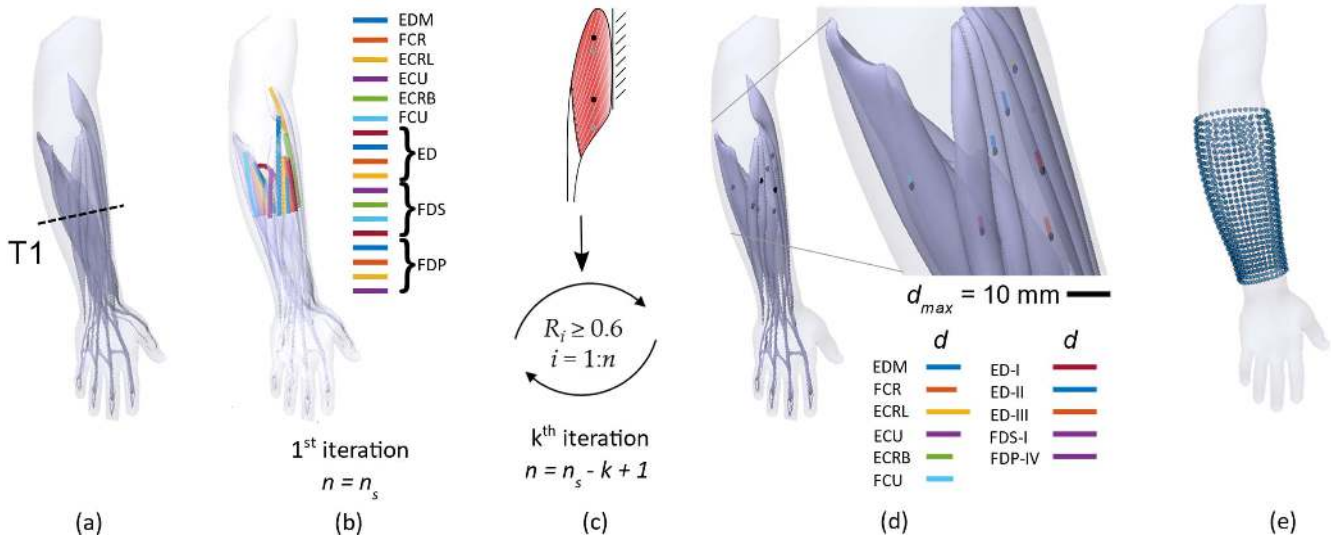 T1
(a)
EDM
FCR
ECRL
ECU
ECRB
FCU
ED
FDS
FDP
1st iteration
n = ns
(b)
Ri ≥ 0.6
i = 1:n
kth iteration
n = ns - k + 1
(c)
dmax = 10 mm
d
d
EDM
FCR
ECRL
ECU
ECRB
FCU
ED-I
ED-II
ED-III
FDS-I
FDP-IV
(d)
(e)